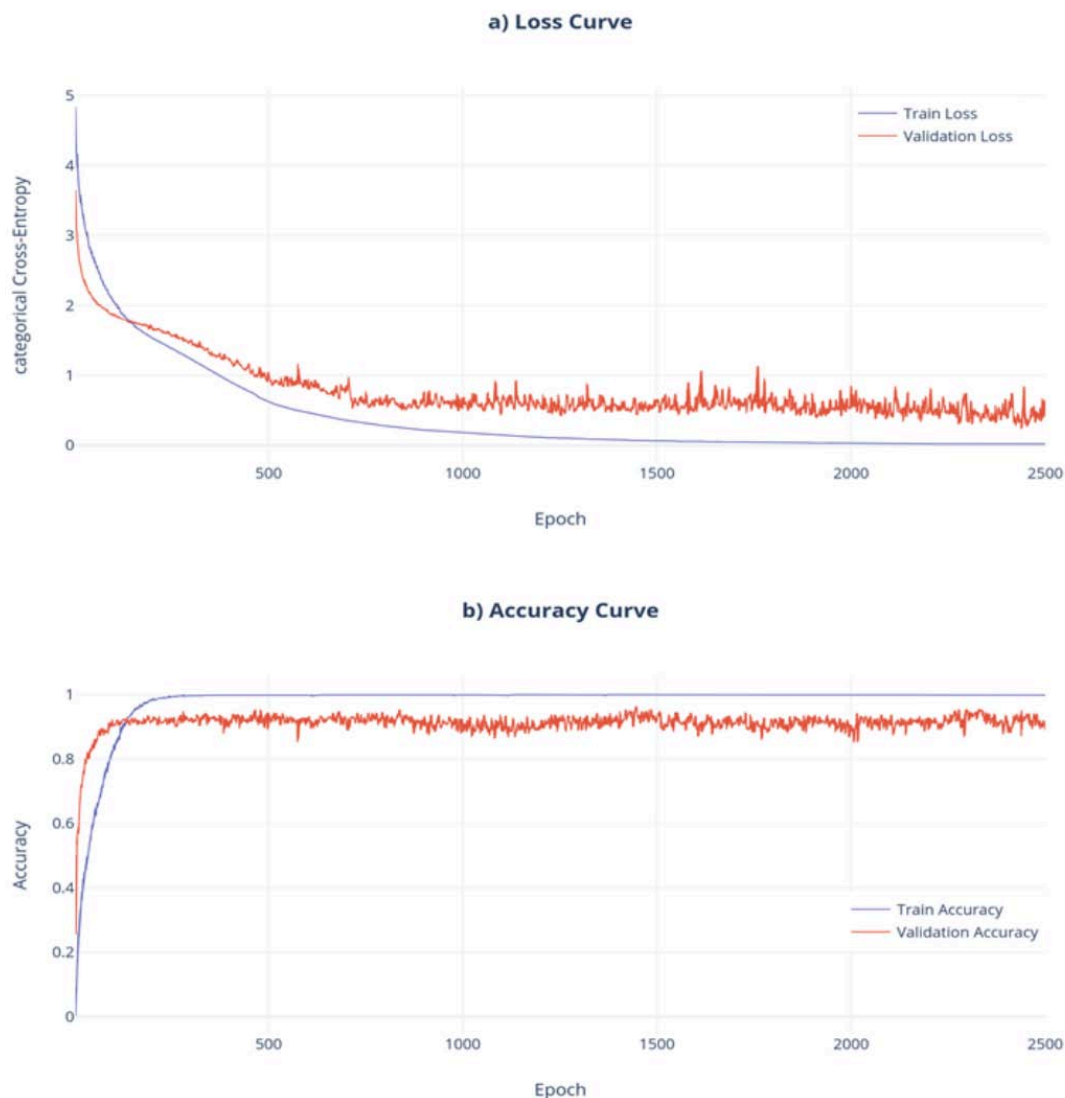 a) Loss Curve
5
Train Loss
Validation Loss
4
3
2
1
0
categorical Cross-Entropy
500
1000
1500
2000
2500
Epoch
b) Accuracy Curve
1
0.8
0.6
0.4
0.2
0
Accuracy
Train Accuracy
Validation Accuracy
500
1000
1500
2000
2500
Epoch